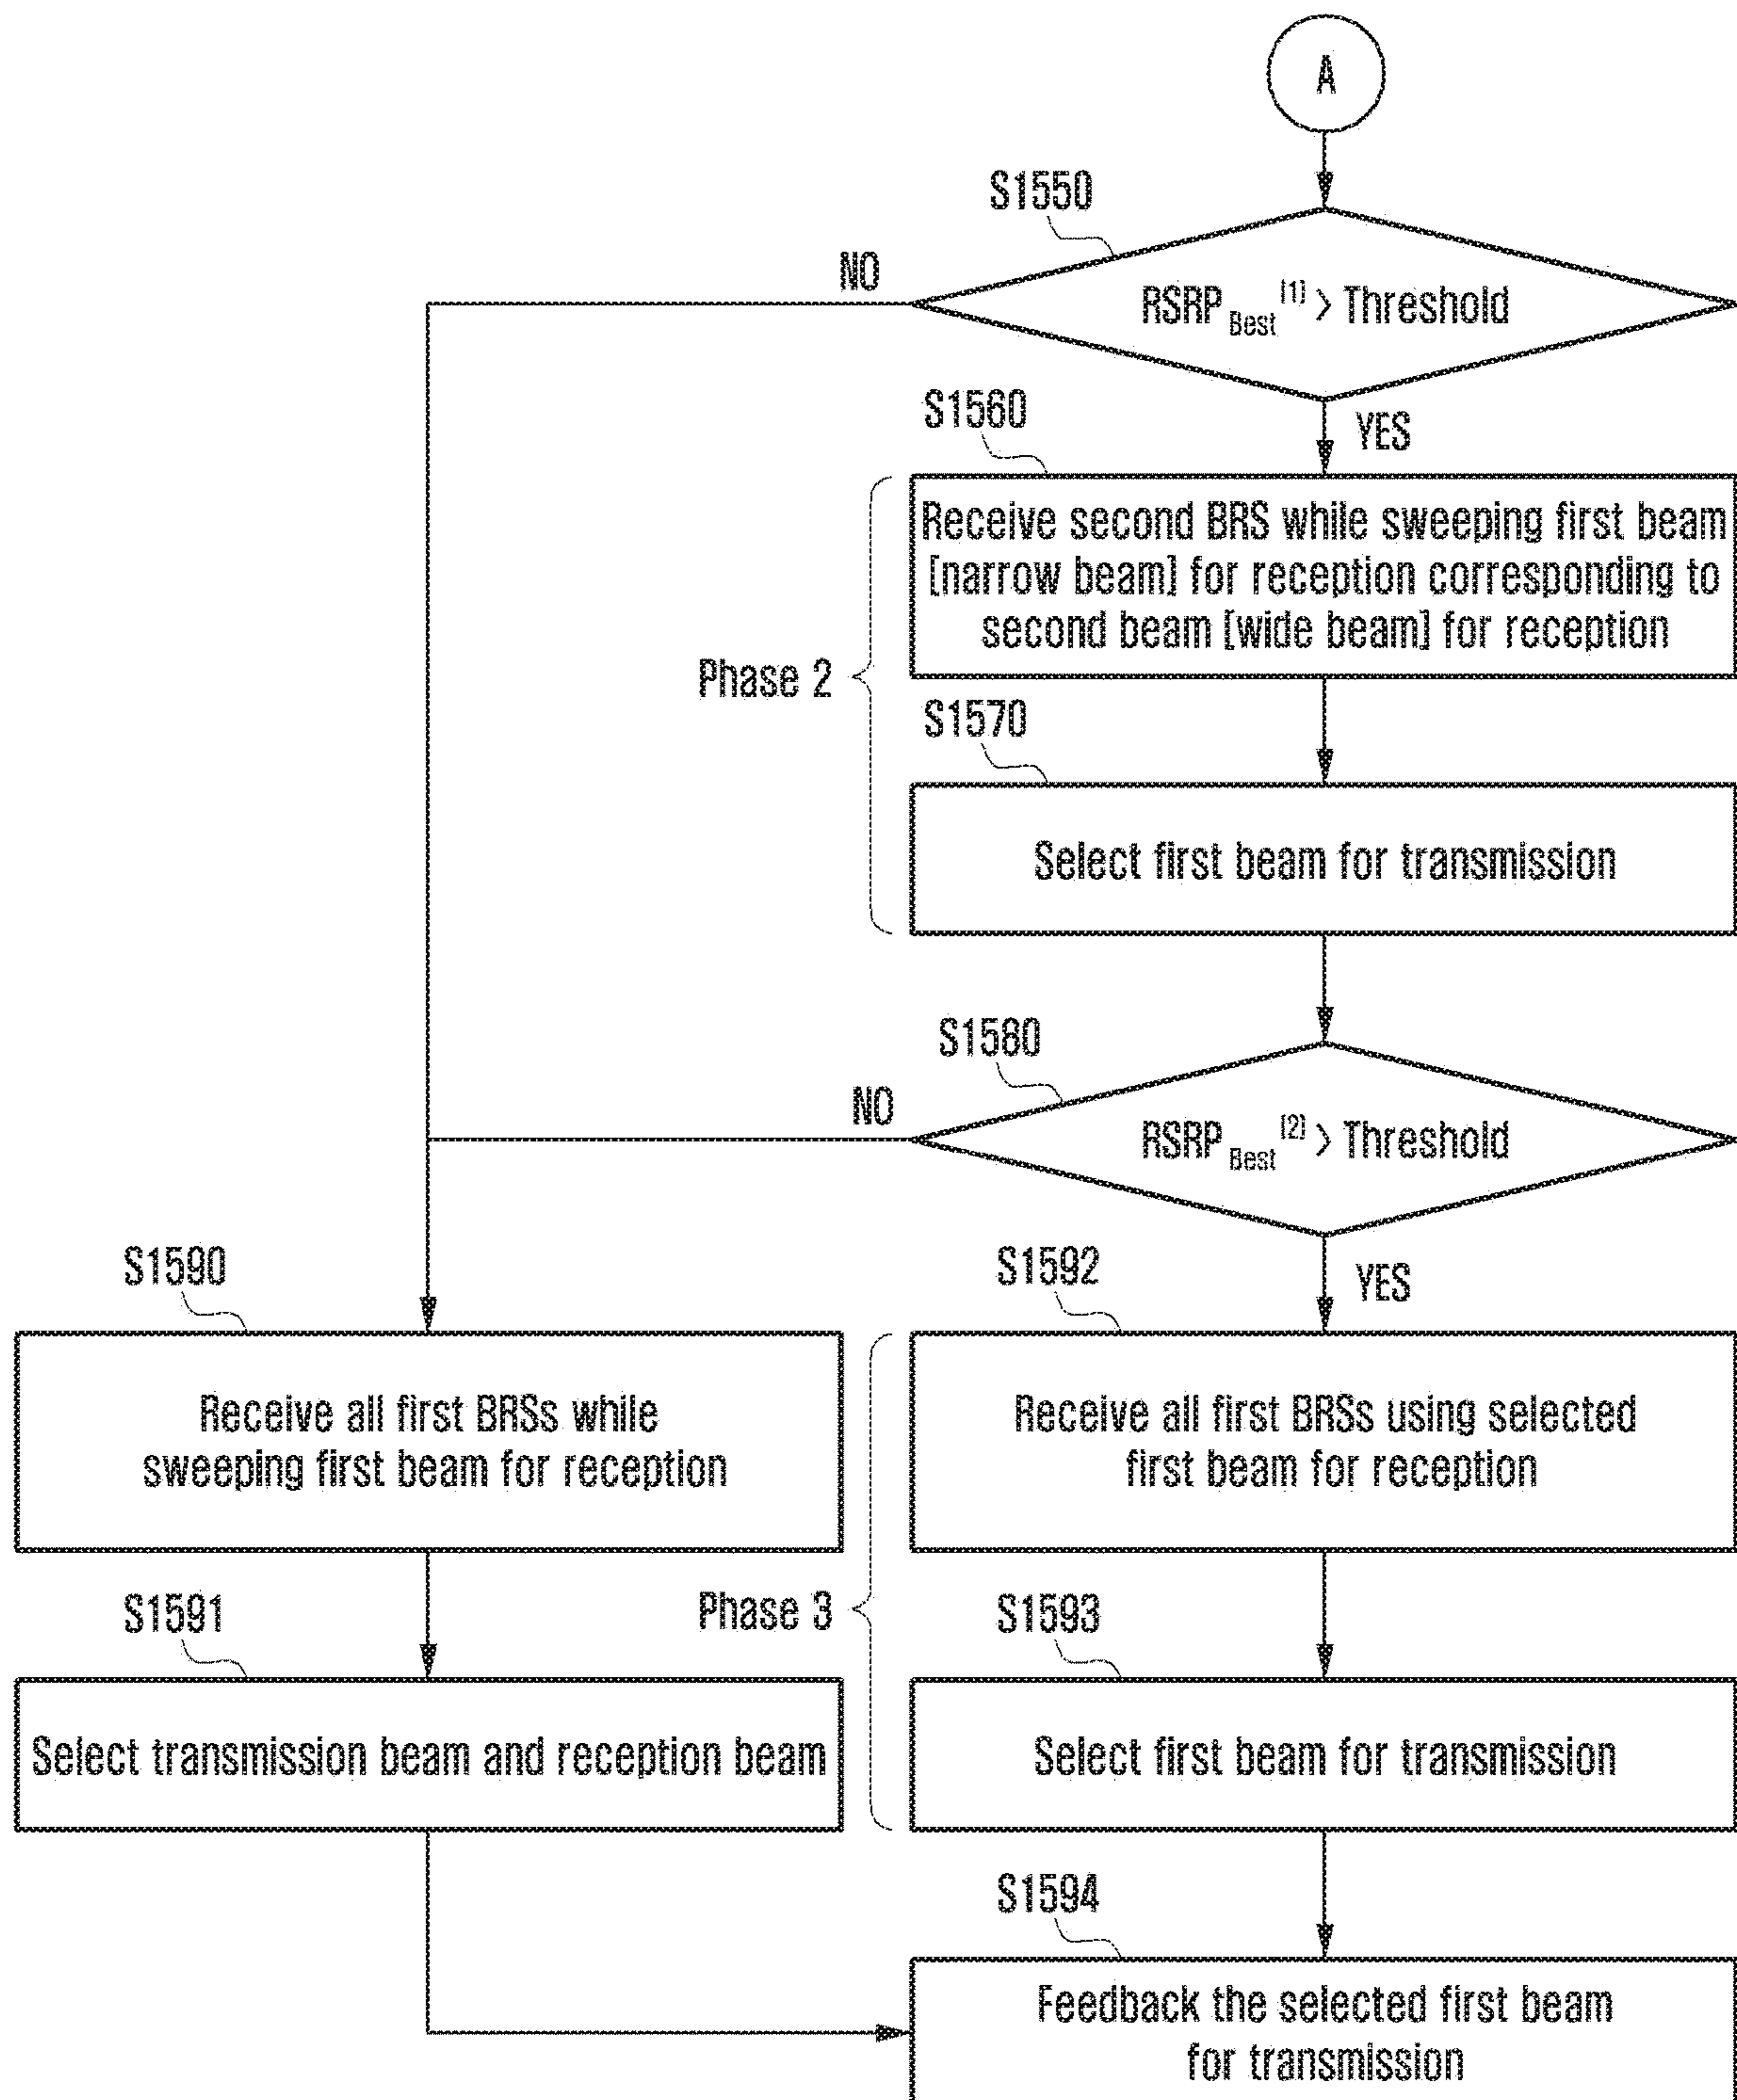 A
S1550
NO
RSRP Best [1] > Threshold
S1560
YES
Receive second BRS while sweeping first beam
[narrow beam] for reception corresponding to
second beam [wide beam] for reception
Phase 2
S1570
Select first beam for transmission
S1580
NO
RSRP Best [2] > Threshold
S1590
S1592
YES
Receive all first BRSs while
sweeping first beam for reception
Receive all first BRSs using selected
first beam for reception
S1591
Phase 3
S1593
Select transmission beam and reception beam
Select first beam for transmission
S1594
Feedback the selected first beam
for transmission